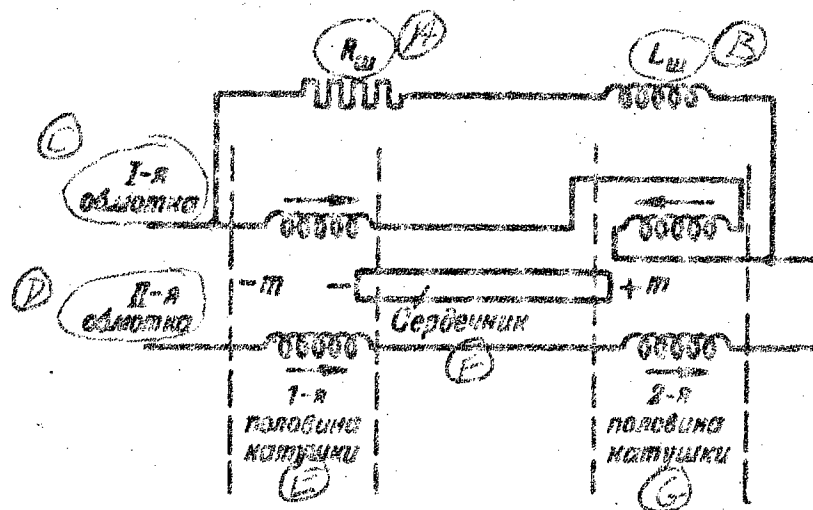 Rш A Lш B
C
I-я
обмотка
D II-я
обмотка
-m - +m
Сердечник
F
1-я
половина
катушки
E
2-я
половина
катушки
G